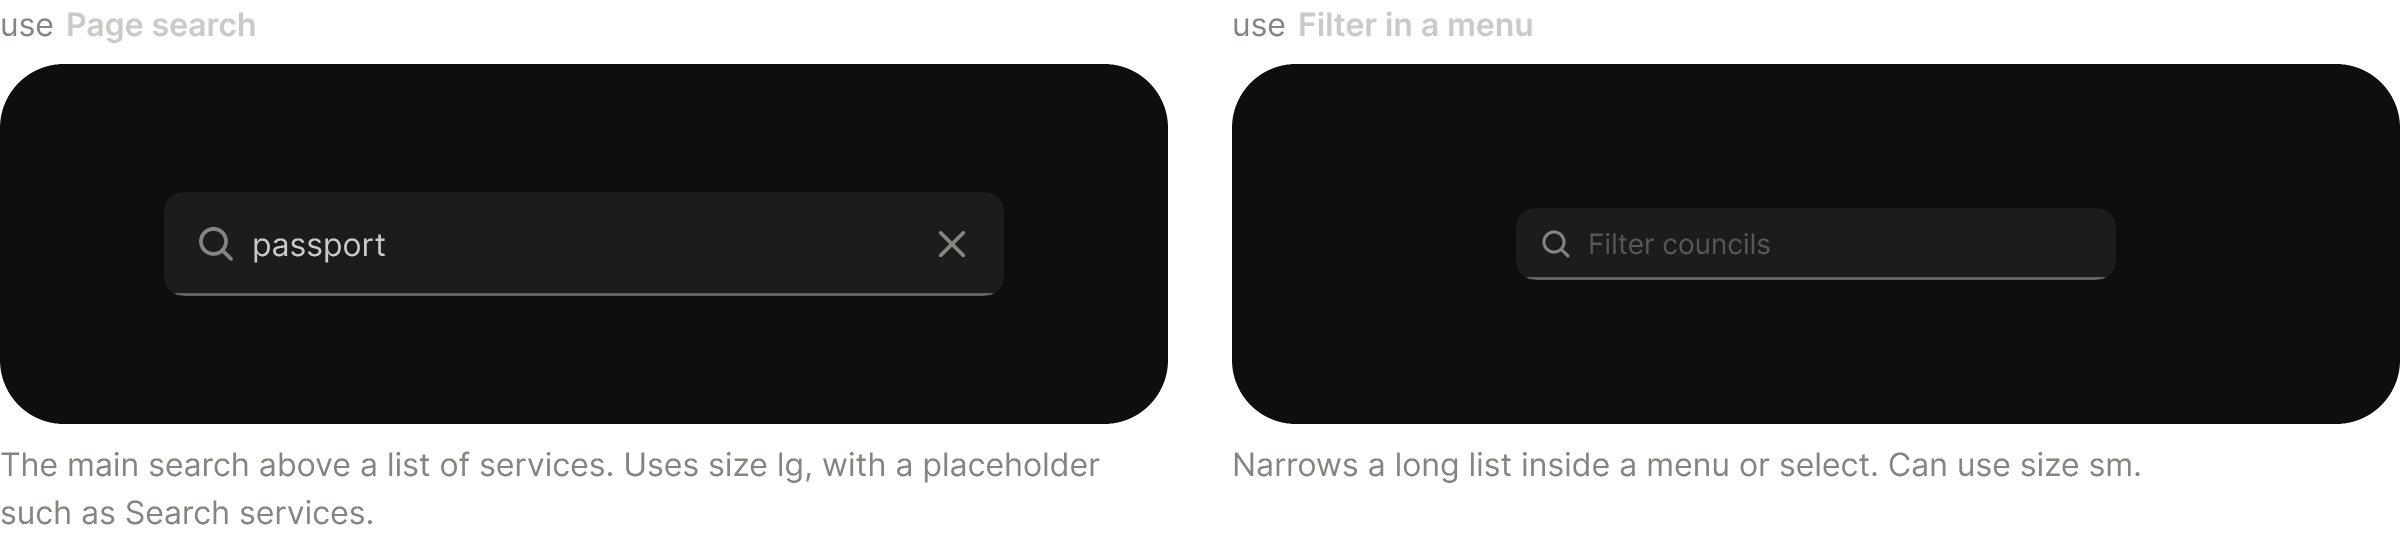 use Page search
passport
The main search above a list of services. Uses size lg, with a placeholder
such as Search services.
use Filter in a menu
Filter councils
Narrows a long list inside a menu or select. Can use size sm.